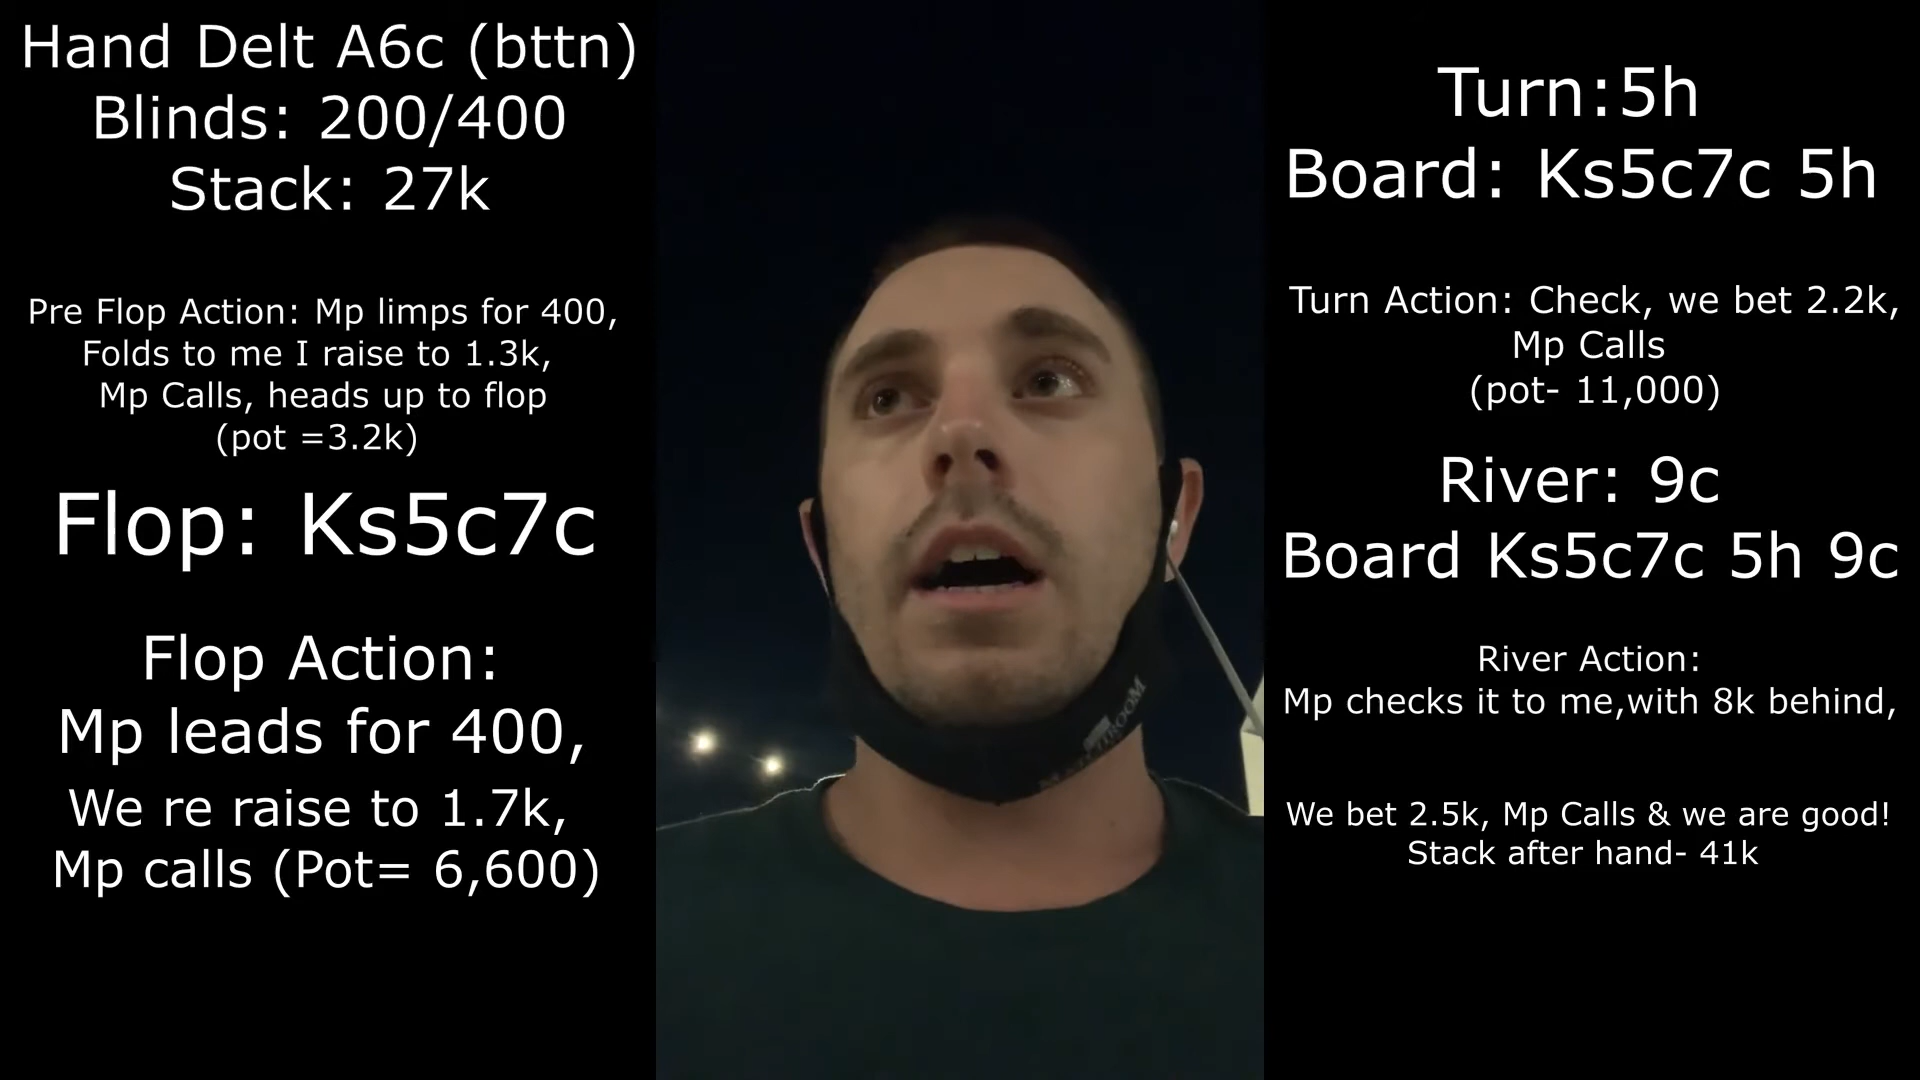 Hand Delt A6c (bttn)
Blinds: 200/400
Stack: 27k
Pre Flop Action: Mp limps for 400,
Folds to me I raise to 1.3k,
Mp Calls, heads up to flop
(pot =3.2k)
Flop: Ks5c7c
Flop Action:
Mp leads for 400,
We re raise to 1.7k,
Mp calls (Pot= 6,600)
Turn:5h
Board: Ks5c7c 5h
Turn Action: Check, we bet 2.2k,
Mp Calls
(pot- 11,000)
River: 9c
Board Ks5c7c 5h 9c
River Action:
Mp checks it to me,with 8k behind,
We bet 2.5k, Mp Calls & we are good!
Stack after hand- 41k